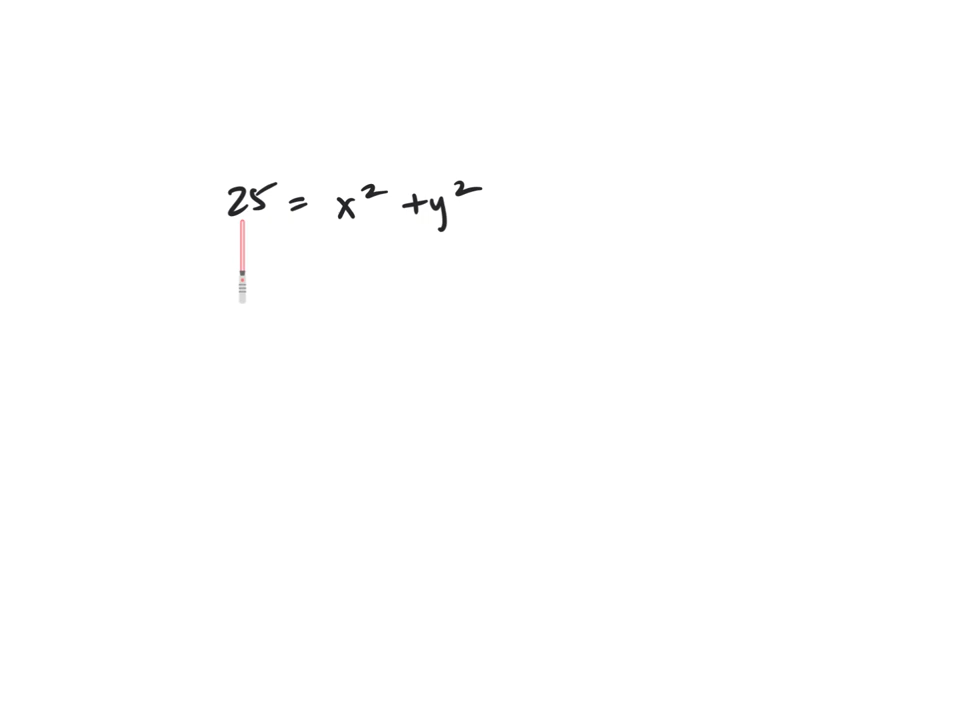 25 = x² + y²